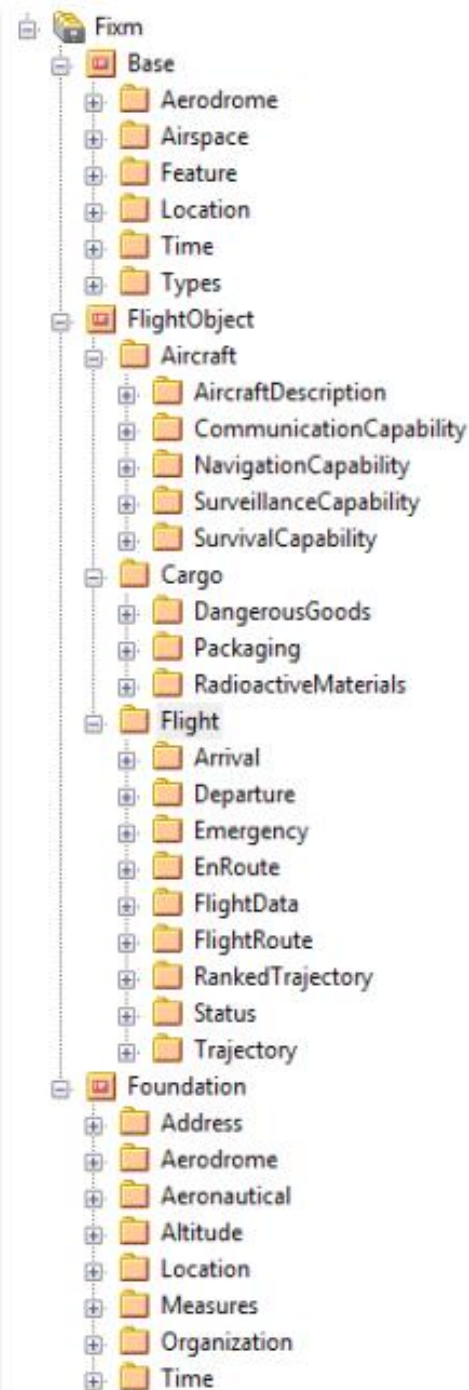 Fixm
Base
Aerodrome
Airspace
Feature
Location
Time
Types
FlightObject
Aircraft
AircraftDescription
CommunicationCapability
NavigationCapability
SurveillanceCapability
SurvivalCapability
Cargo
DangerousGoods
Packaging
RadioactiveMaterials
Flight
Arrival
Departure
Emergency
EnRoute
FlightData
FlightRoute
RankedTrajectory
Status
Trajectory
Foundation
Address
Aerodrome
Aeronautical
Altitude
Location
Measures
Organization
Time